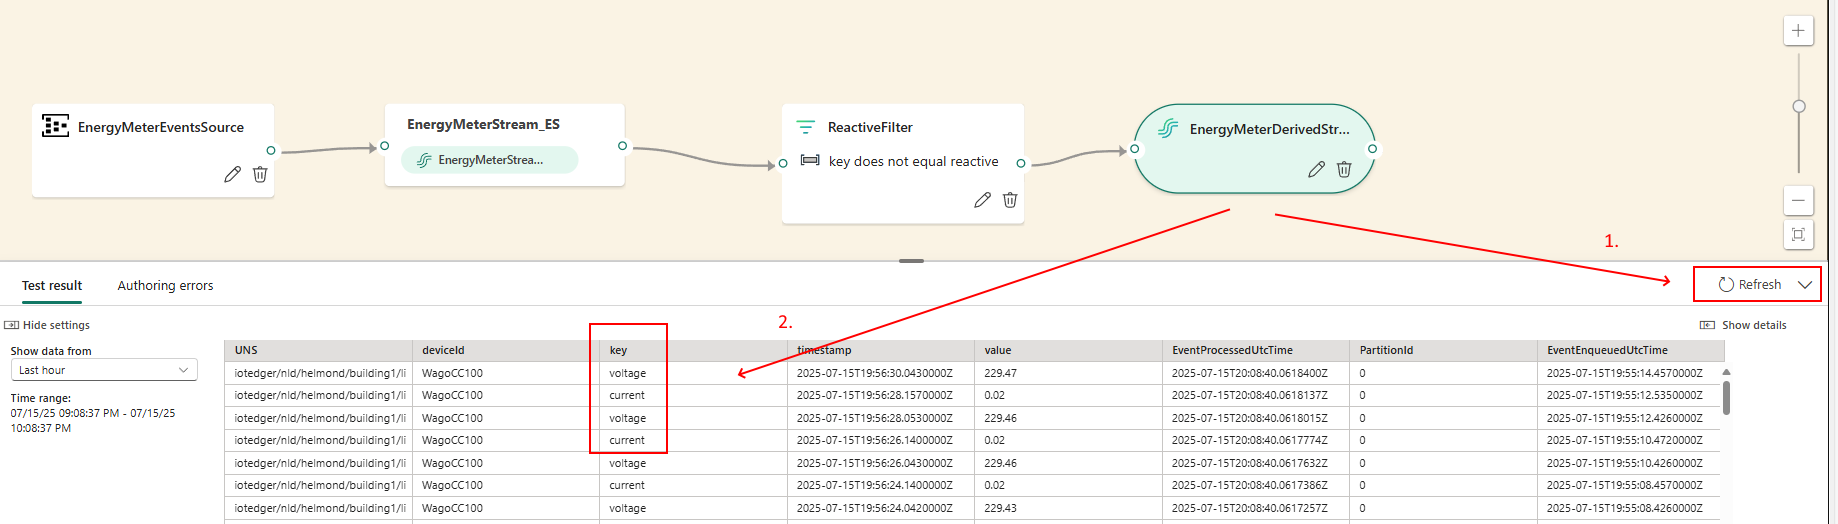 EnergyMeterEventsSource
EnergyMeterStream_ES
EnergyMeterStrea...
ReactiveFilter
key does not equal reactive
EnergyMeterDerivedStr...
1.
Test result
Authoring errors
Refresh
Hide settings
2.
Show details
Show data from
Last hour
Time range:
07/15/25 09:08:37 PM - 07/15/25
10:08:37 PM
UNS deviceId key timestamp value EventProcessedUtcTime PartitionId EventEnqueuedUtcTime
iotedger/nld/helmond/building1/li WagoCC100 voltage 2025-07-15T19:56:30.0430000Z 229.47 2025-07-15T20:08:40.0618400Z 0 2025-07-15T19:55:14.4570000Z
iotedger/nld/helmond/building1/li WagoCC100 current 2025-07-15T19:56:28.1570000Z 0.02 2025-07-15T20:08:40.0618137Z 0 2025-07-15T19:55:12.5350000Z
iotedger/nld/helmond/building1/li WagoCC100 voltage 2025-07-15T19:56:28.0530000Z 229.46 2025-07-15T20:08:40.0618015Z 0 2025-07-15T19:55:12.4260000Z
iotedger/nld/helmond/building1/li WagoCC100 current 2025-07-15T19:56:26.1400000Z 0.02 2025-07-15T20:08:40.0617774Z 0 2025-07-15T19:55:10.4720000Z
iotedger/nld/helmond/building1/li WagoCC100 voltage 2025-07-15T19:56:26.0430000Z 229.46 2025-07-15T20:08:40.0617632Z 0 2025-07-15T19:55:10.4260000Z
iotedger/nld/helmond/building1/li WagoCC100 current 2025-07-15T19:56:24.1400000Z 0.02 2025-07-15T20:08:40.0617386Z 0 2025-07-15T19:55:08.4570000Z
iotedger/nld/helmond/building1/li WagoCC100 voltage 2025-07-15T19:56:24.0420000Z 229.43 2025-07-15T20:08:40.0617257Z 0 2025-07-15T19:55:08.4260000Z